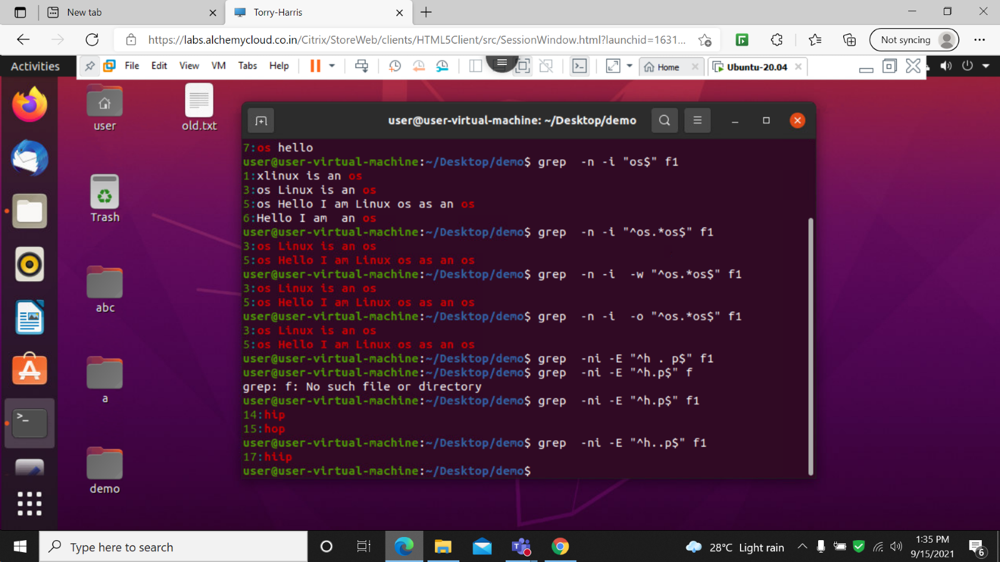 New tab
Torry-Harris
https://labs.alchemycloud.co.in/Citrix/StoreWeb/clients/HTML5Client/src/SessionWindow.html?launchid=1631...
Not syncing
Activities
File Edit View VM Tabs Help
Home
Ubuntu-20.04
user
old.txt
Trash
abc
a
demo
user@user-virtual-machine: ~/Desktop/demo
7:os hello
user@user-virtual-machine:~/Desktop/demo$ grep  -n -i "os$" f1
1:xlinux is an os
3:os Linux is an os
5:os Hello I am Linux os as an os
6:Hello I am  an os
user@user-virtual-machine:~/Desktop/demo$ grep  -n -i "^os.*os$" f1
3:os Linux is an os
5:os Hello I am Linux os as an os
user@user-virtual-machine:~/Desktop/demo$ grep  -n -i  -w "^os.*os$" f1
3:os Linux is an os
5:os Hello I am Linux os as an os
user@user-virtual-machine:~/Desktop/demo$ grep  -n -i  -o "^os.*os$" f1
3:os Linux is an os
5:os Hello I am Linux os as an os
user@user-virtual-machine:~/Desktop/demo$ grep  -ni -E "^h . p$" f1
user@user-virtual-machine:~/Desktop/demo$ grep  -ni -E "^h.p$" f
grep: f: No such file or directory
user@user-virtual-machine:~/Desktop/demo$ grep  -ni -E "^h.p$" f1
14:hip
15:hop
user@user-virtual-machine:~/Desktop/demo$ grep  -ni -E "^h..p$" f1
17:hiip
user@user-virtual-machine:~/Desktop/demo$
Type here to search
28°C Light rain
1:35 PM
9/15/2021
6